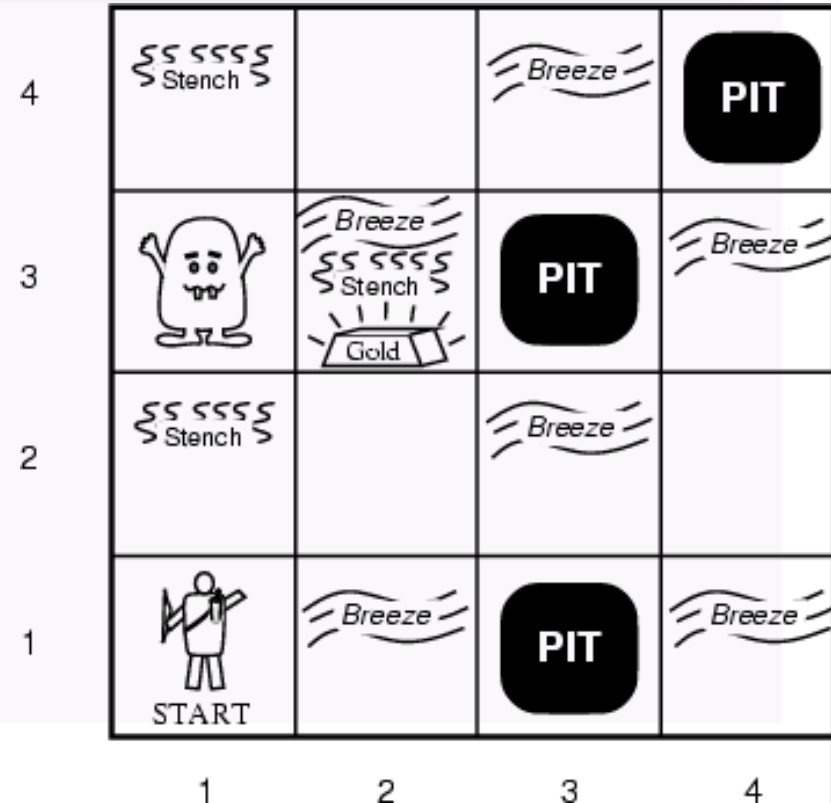 4
Stench
Breeze
PIT
3
Breeze
Stench
Gold
PIT
Breeze
2
Stench
Breeze
1
START
Breeze
PIT
Breeze
1 2 3 4